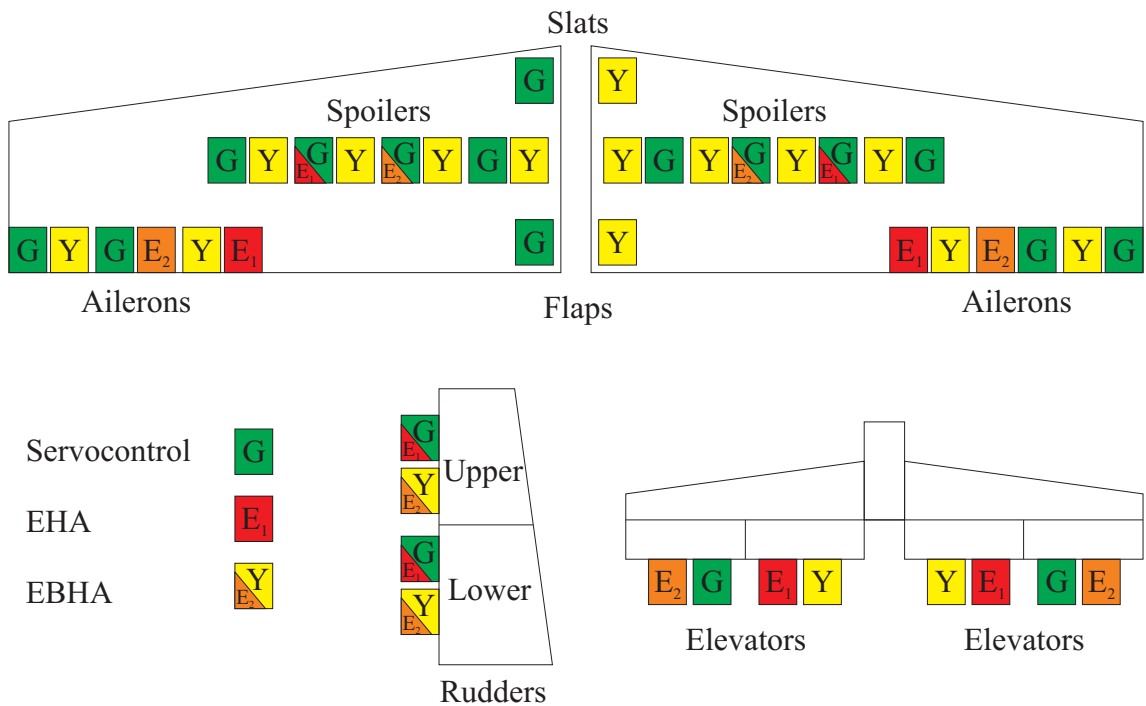 Slats
G Y
Spoilers Spoilers
G Y E₁ G Y E₂ G Y G Y Y G Y E₂ G Y E₁ G Y G
G Y
G Y G E₂ Y E₁ E₁ Y E₂ G Y G
Ailerons Flaps Ailerons
Servocontrol G
EHA E₁
EBHA E₂ Y
E₁ G
E₂ Y
Upper
E₁ G
E₂ Y
Lower
Rudders
E₂ G E₁ Y Y E₁ G E₂
Elevators Elevators